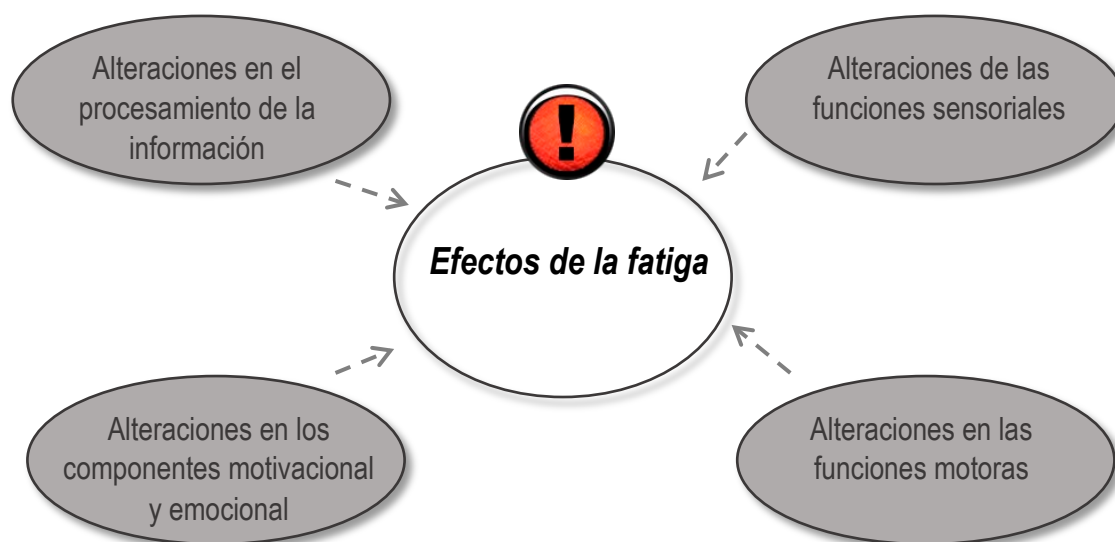 Alteraciones en el
procesamiento de la
información
Alteraciones de las
funciones sensoriales
!
Efectos de la fatiga
Alteraciones en los
componentes motivacional
y emocional
Alteraciones en las
funciones motoras